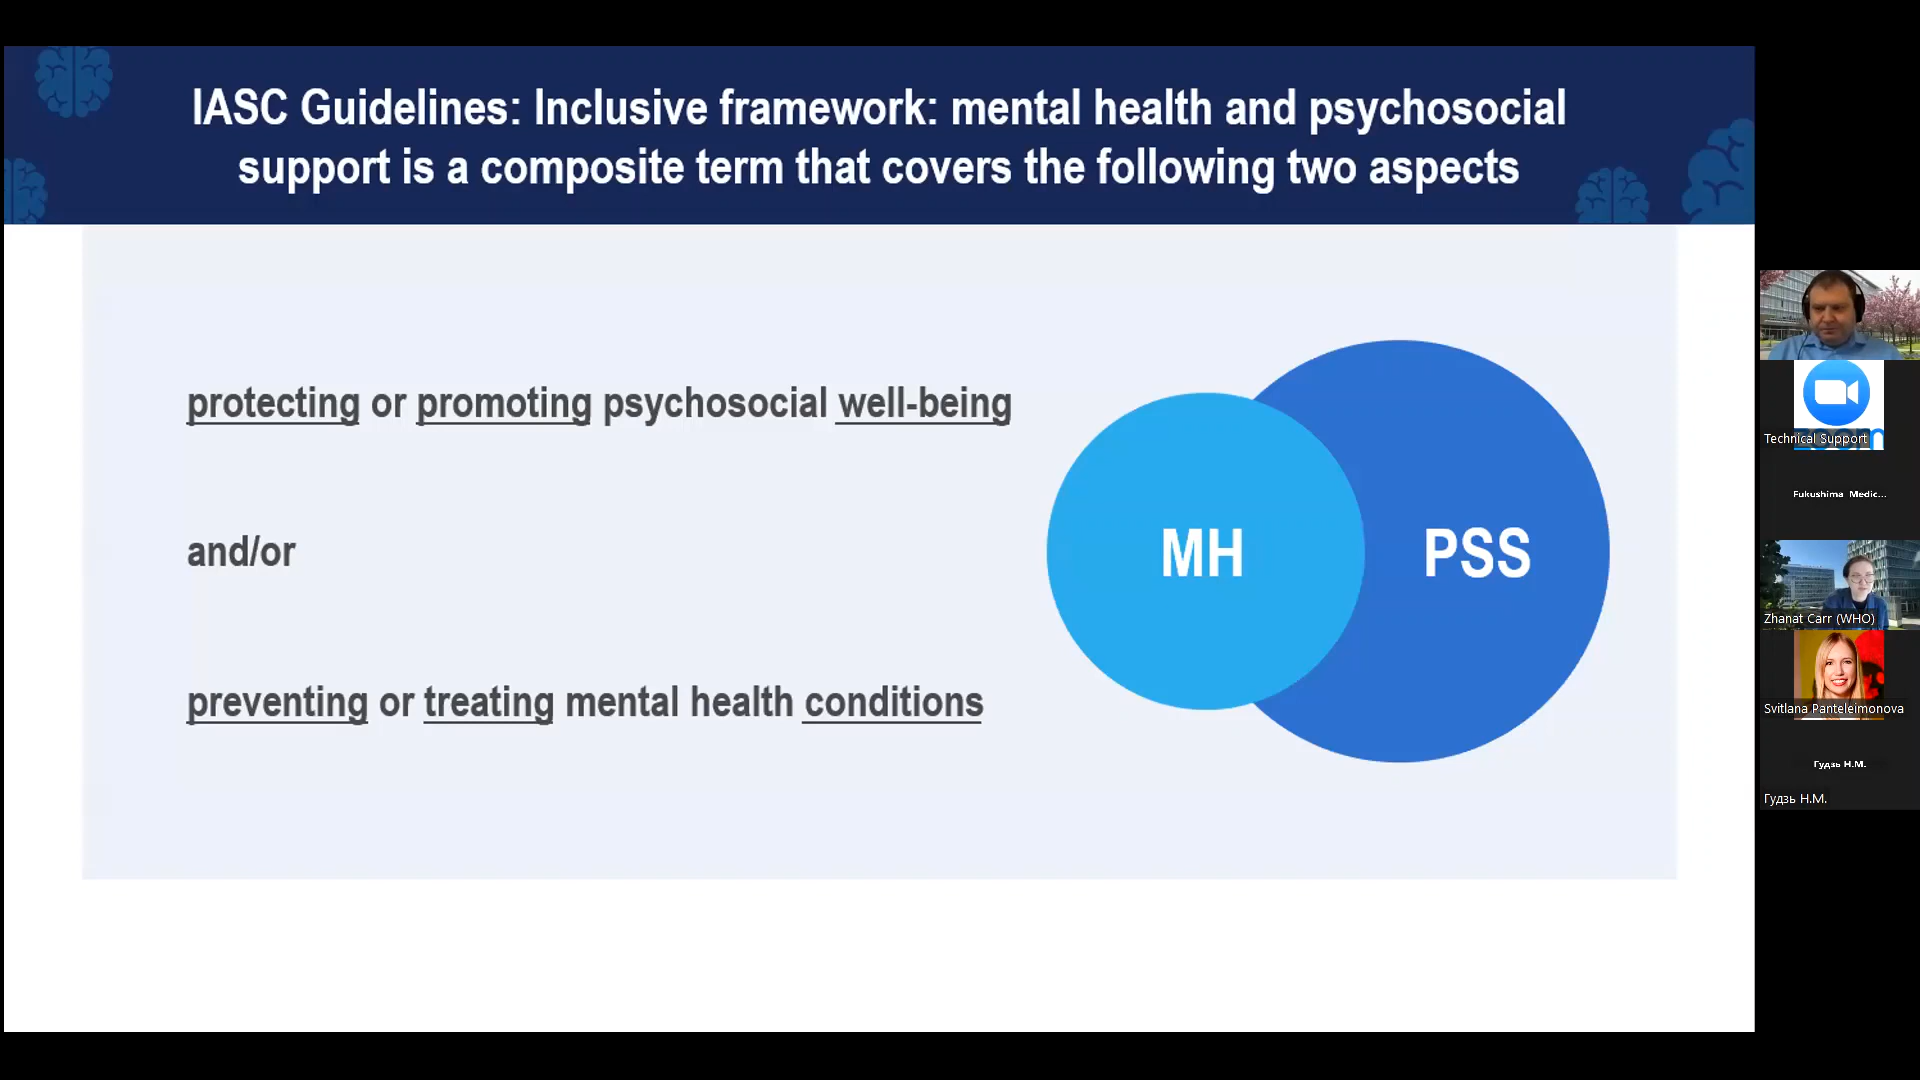 IASC Guidelines: Inclusive framework: mental health and psychosocial
support is a composite term that covers the following two aspects
protecting or promoting psychosocial well-being
and/or
preventing or treating mental health conditions
MH
PSS
Technical Support
Fukushima Medic...
Zhanat Carr (WHO)
Svitlana Panteleimonova
Гудзь Н.М.
Гудзь Н.М.